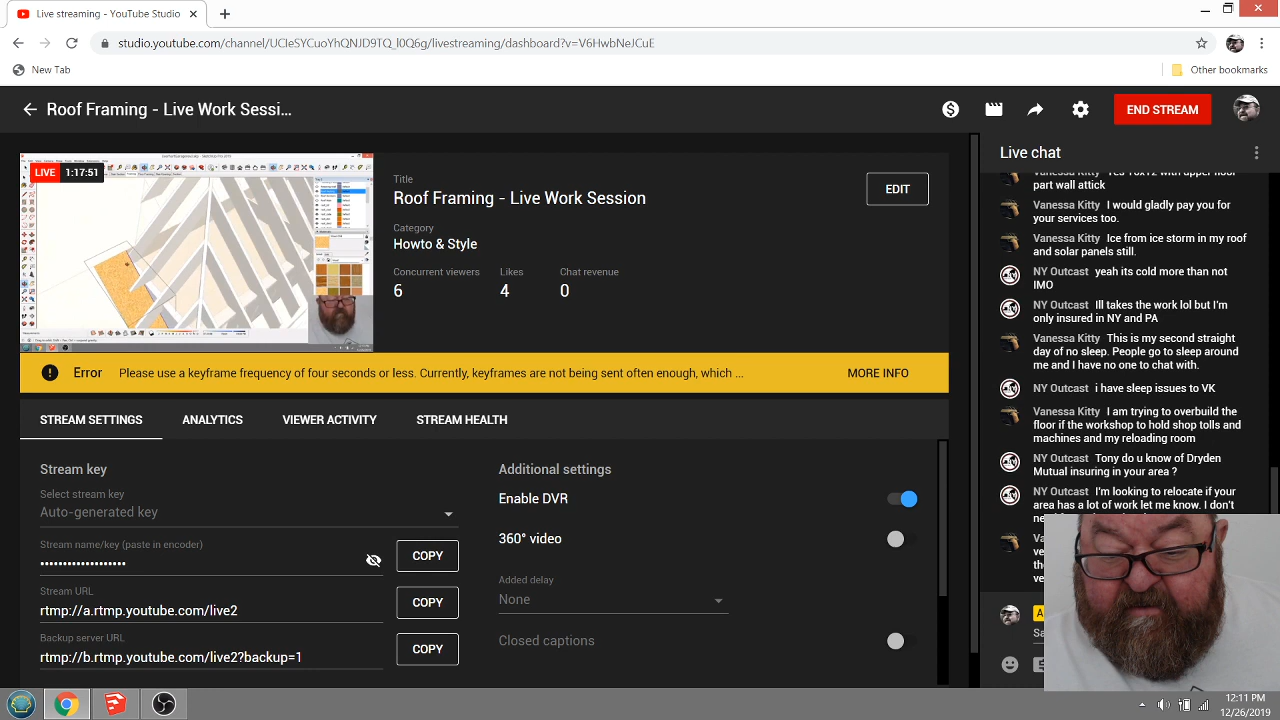 Live streaming - YouTube Studio
studio.youtube.com/channel/UCIeSYCuoYhQNJD9TQ_l0Q6g/livestreaming/dashboard?v=V6HwbNeJCuE
New Tab
Other bookmarks
Roof Framing - Live Work Sessi...
END STREAM
LIVE 1:17:51
Title
Roof Framing - Live Work Session
EDIT
Category
Howto & Style
Concurrent viewers Likes Chat revenue
6 4 0
Error Please use a keyframe frequency of four seconds or less. Currently, keyframes are not being sent often enough, which ... MORE INFO
STREAM SETTINGS ANALYTICS VIEWER ACTIVITY STREAM HEALTH
Stream key
Select stream key
Auto-generated key
Stream name/key (paste in encoder)
•••••••••••••••••••
COPY
Stream URL
rtmp://a.rtmp.youtube.com/live2
COPY
Backup server URL
rtmp://b.rtmp.youtube.com/live2?backup=1
COPY
Additional settings
Enable DVR
360° video
Added delay
None
Closed captions
Live chat
Vanessa Kitty
wall attick
Vanessa Kitty I would gladly pay you for
your services too.
Vanessa Kitty Ice from ice storm in my roof
and solar panels still.
NY Outcast yeah its cold more than not
IMO
NY Outcast Ill takes the work lol but I'm
only insured in NY and PA
Vanessa Kitty This is my second straight
day of no sleep. People go to sleep around
me and I have no one to chat with.
NY Outcast i have sleep issues to VK
Vanessa Kitty I am trying to overbuild the
floor if the workshop to hold shop tolls and
machines and my reloading room
NY Outcast Tony do u know of Dryden
Mutual insuring in your area ?
NY Outcast I'm looking to relocate if your
area has a lot of work let me know. I don't
12:11 PM
12/26/2019